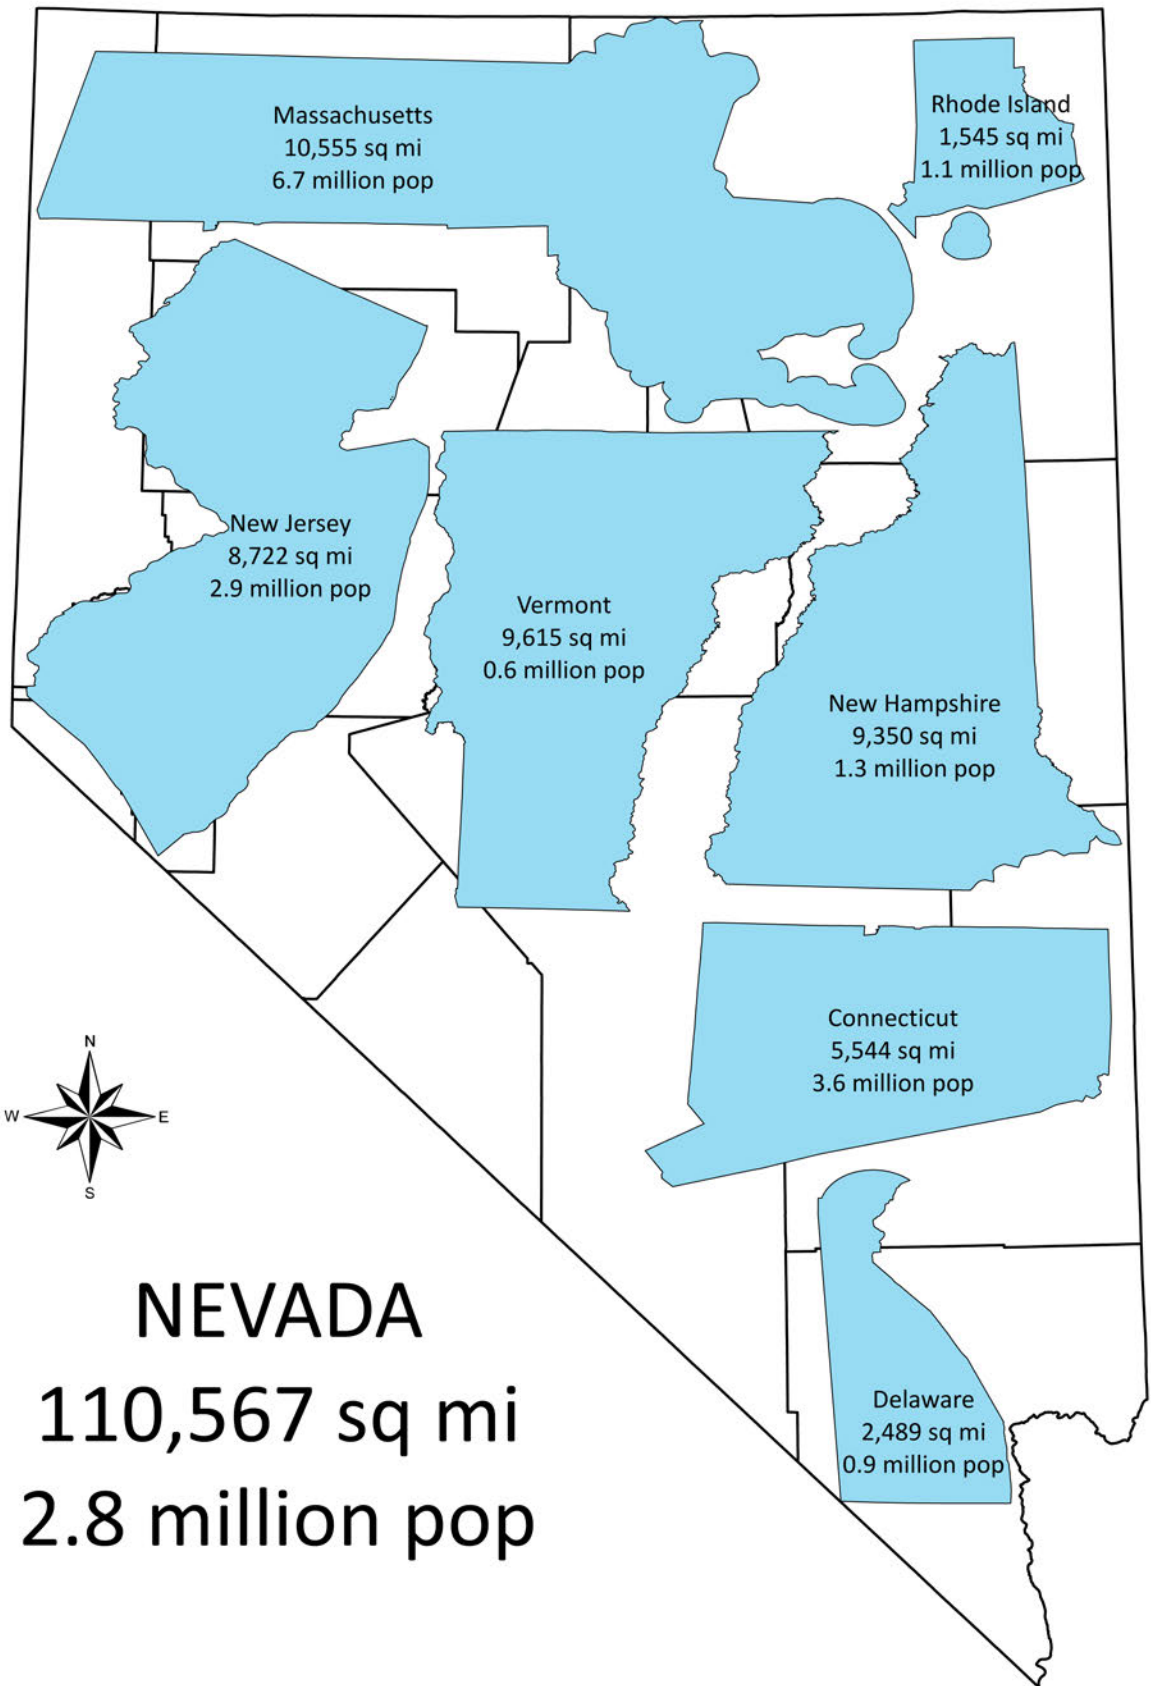 Massachusetts
10,555 sq mi
6.7 million pop
Rhode Island
1,545 sq mi
1.1 million pop
New Jersey
8,722 sq mi
2.9 million pop
Vermont
9,615 sq mi
0.6 million pop
New Hampshire
9,350 sq mi
1.3 million pop
Connecticut
5,544 sq mi
3.6 million pop
N
W
E
S
NEVADA
110,567 sq mi
2.8 million pop
Delaware
2,489 sq mi
0.9 million pop